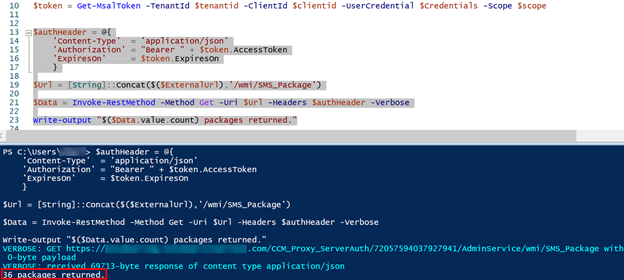 10 $token = Get-MsalToken -TenantId $tenantid -ClientId $clientid -UserCredential $Credentials -Scope $scope
11
12
13 $authHeader = @{
14 'Content-Type' = 'application/json'
15 'Authorization' = "Bearer " + $token.AccessToken
16 'ExpiresOn' = $token.ExpiresOn
17 }
18
19 $Url = [String]::Concat($($ExternalUrl),'/wmi/SMS_Package')
20
21 $Data = Invoke-RestMethod -Method Get -Uri $Url -Headers $authHeader -Verbose
22
23 Write-output "$($Data.value.count) packages returned."
24
PS C:\Users\ > $authHeader = @{
'Content-Type' = 'application/json'
'Authorization' = "Bearer " + $token.AccessToken
'ExpiresOn' = $token.ExpiresOn
}
$Url = [String]::Concat($($ExternalUrl),'/wmi/SMS_Package')
$Data = Invoke-RestMethod -Method Get -Uri $Url -Headers $authHeader -Verbose
Write-output "$($Data.value.count) packages returned."
VERBOSE: GET https:// .com/CCM_Proxy_ServerAuth/72057594037927941/AdminService/wmi/SMS_Package with
0-byte payload
VERBOSE: received 69713-byte response of content type application/json
36 packages returned.